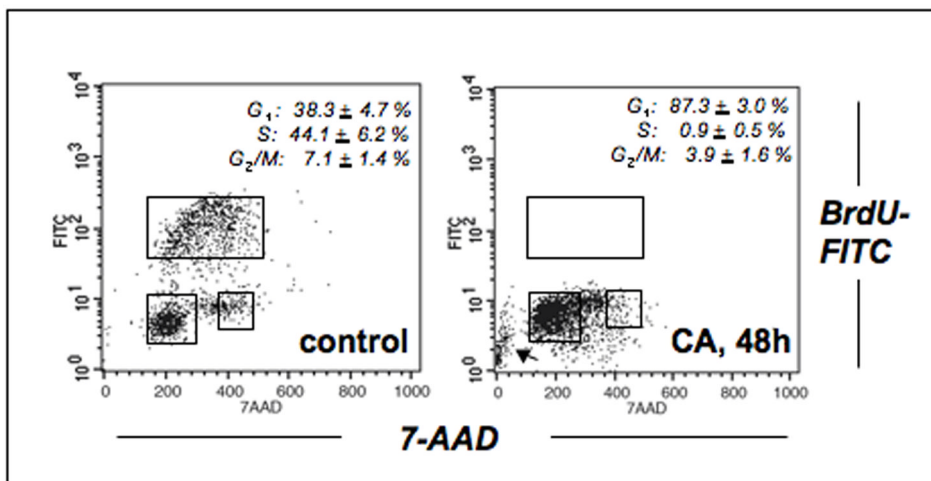 G1: 38.3 ± 4.7 %
S: 44.1 ± 6.2 %
G2/M: 7.1 ± 1.4 %
10^4
10^3
10^2
10^1
10^0
FITC
control
0 200 400 600 800 1000
7AAD
G1: 87.3 ± 3.0 %
S: 0.9 ± 0.5 %
G2/M: 3.9 ± 1.6 %
10^4
10^3
10^2
10^1
10^0
FITC
CA, 48h
0 200 400 600 800 1000
7AAD
BrdU-
FITC
7-AAD